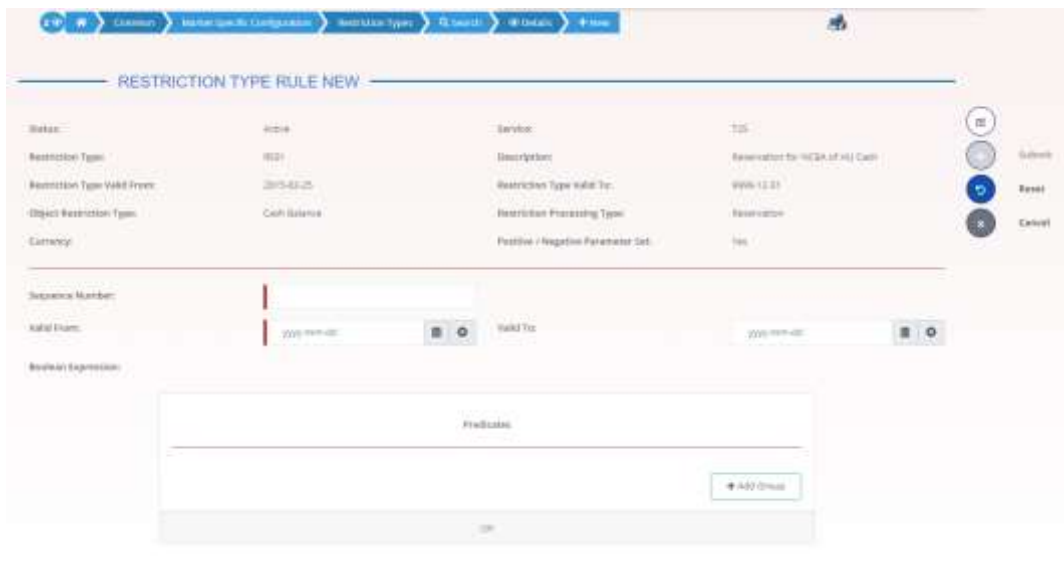 Common Market Specific Configuration Restriction Types Search Details New
RESTRICTION TYPE RULE NEW
Status: Active Service: T2S
Restriction Type: Description: Reservation for NCBA of HU Cash
Submit
Restriction Type Valid From: 2015-02-25 Restriction Type Valid To: 9999-12-31
Reset
Object Restriction Type: Cash Balance Restriction Processing Type: Reservation
Cancel
Currency: Positive / Negative Parameter Set: Yes
Sequence Number:
Valid From: yyyy-mm-dd Valid To: yyyy-mm-dd
Boolean Expression:
Predicates
Add Group
OR